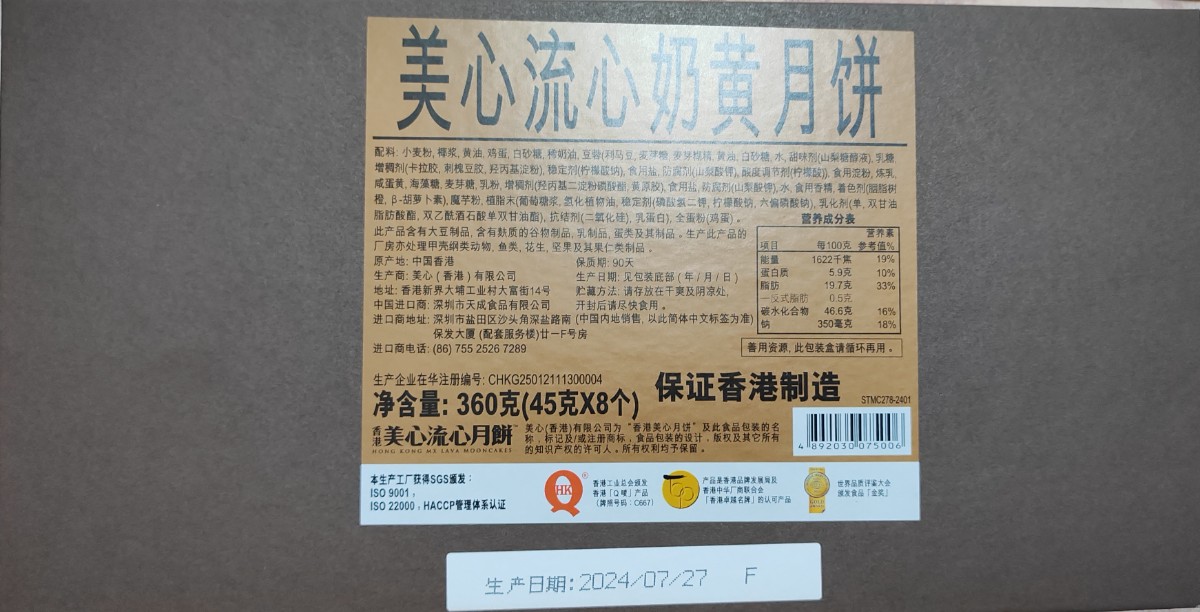 美心流心奶黄月饼
配料: 小麦粉, 椰浆, 黄油, 鸡蛋, 白砂糖, 稀奶油, 豆蓉(利马豆, 麦芽糖, 麦芽糊精, 黄油, 白砂糖, 水, 甜味剂(山梨糖醇液), 乳糖
增稠剂(卡拉胶, 刺槐豆胶, 羟丙基淀粉), 稳定剂(柠檬酸钠), 食用盐, 防腐剂(山梨酸钾), 酸度调节剂(柠檬酸)), 食用淀粉, 炼乳
咸蛋黄, 海藻糖, 麦芽糖, 乳粉, 增稠剂(羟丙基二淀粉磷酸酯, 黄原胶), 食用盐, 防腐剂(山梨酸钾), 水, 食用香精, 着色剂(胭脂树
橙, β-胡萝卜素), 魔芋粉, 植脂末(葡萄糖浆, 氢化植物油, 稳定剂(磷酸氢二钾, 柠檬酸钠, 六偏磷酸钠), 乳化剂(单, 双甘油
脂肪酸酯, 双乙酰酒石酸单双甘油酯), 抗结剂(二氧化硅), 乳蛋白), 全蛋粉(鸡蛋)。
此产品含有大豆制品, 含有麸质的谷物制品, 乳制品, 蛋类及其制品。生产此产品的
厂房亦处理甲壳纲类动物, 鱼类, 花生, 坚果及其果仁类制品。
原产地: 中国香港
保质期: 90天
生产商: 美心(香港)有限公司
生产日期: 见包装底部(年/月/日)
地址: 香港新界大埔工业村大富街14号
贮藏方法: 请存放在干爽及阴凉处,
中国进口商: 深圳市天成食品有限公司
开封后请尽快食用。
进口商地址: 深圳市盐田区沙头角深盐路南
(中国内地销售, 以此简体中文标签为准)
保发大厦(配套服务楼)廿一F号房
进口商电话: (86) 755 2526 7289
营养成分表
项目 每100克 营养素参考值%
能量 1622千焦 19%
蛋白质 5.9克 10%
脂肪 19.7克 33%
一反式脂肪 0.5克
碳水化合物 46.6克 16%
钠 350毫克 18%
善用资源, 此包装盒请循环再用。
生产企业在华注册编号: CHKG25012111300004
净含量: 360克(45克X8个)
保证香港制造
STMC278-2401
香港美心流心月餅
HONG KONG MX LAVA MOONCAKES
美心(香港)有限公司为“香港美心月饼”及此食品包装的名
称, 标记及/或注册商标, 食品包装的设计, 版权及其它所有
的知识产权的许可人。所有权利均予保留。
4 892030 075006
本生产工厂获得SGS颁发:
ISO 9001,
ISO 22000, HACCP管理体系认证
HK
香港工业总会颁发
香港「Q唛」产品
(牌照号码: C667)
Top
产品是香港品牌发展局及
香港中华厂商联合会
「香港卓越名牌」的认可产品
GOLD
世界品质评鉴大会
颁发食品「金奖」
生产日期:2024/07/27 F